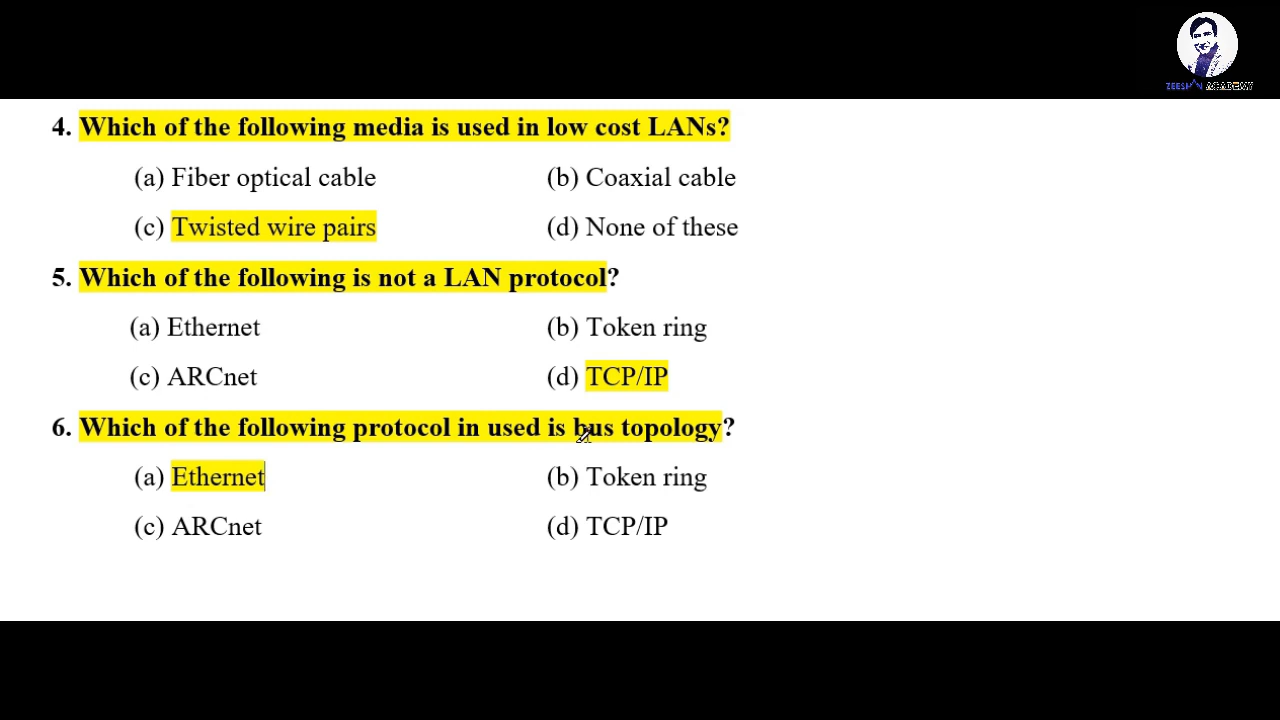 ZEESHAN ACADEMY
4. Which of the following media is used in low cost LANs?
(a) Fiber optical cable (b) Coaxial cable
(c) Twisted wire pairs (d) None of these
5. Which of the following is not a LAN protocol?
(a) Ethernet (b) Token ring
(c) ARCnet (d) TCP/IP
6. Which of the following protocol in used is bus topology?
(a) Ethernet (b) Token ring
(c) ARCnet (d) TCP/IP